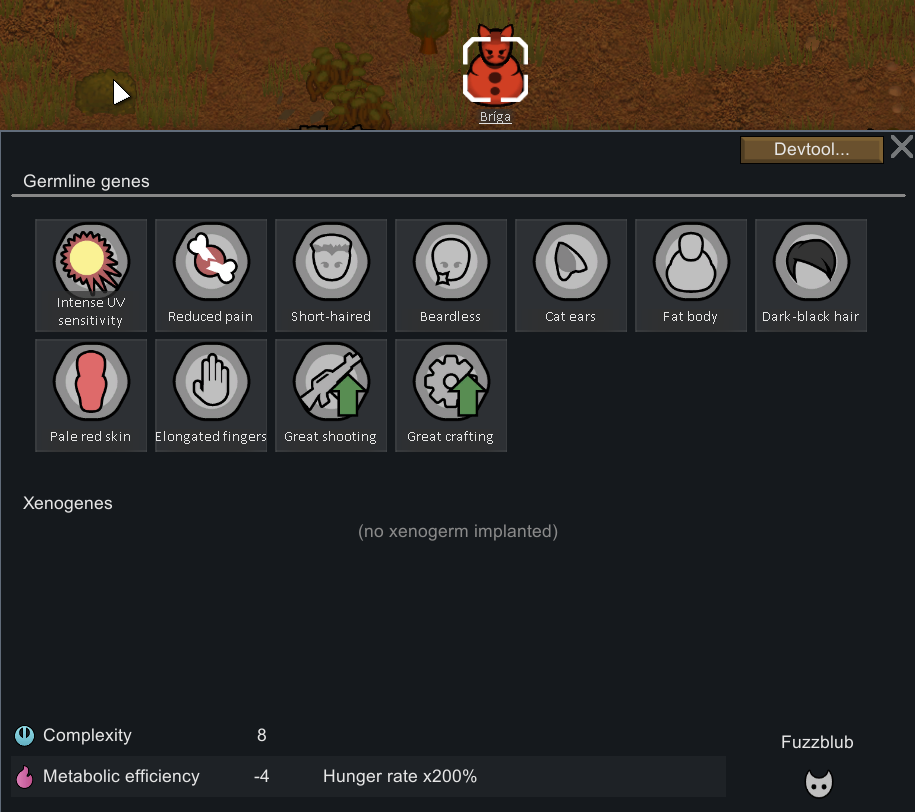 Bríga
Devtool...
Germline genes
Intense UV
sensitivity
Reduced pain
Short-haired
Beardless
Cat ears
Fat body
Dark-black hair
Pale red skin
Elongated fingers
Great shooting
Great crafting
Xenogenes
(no xenogerm implanted)
Complexity 8
Metabolic efficiency -4 Hunger rate x200%
Fuzzblub